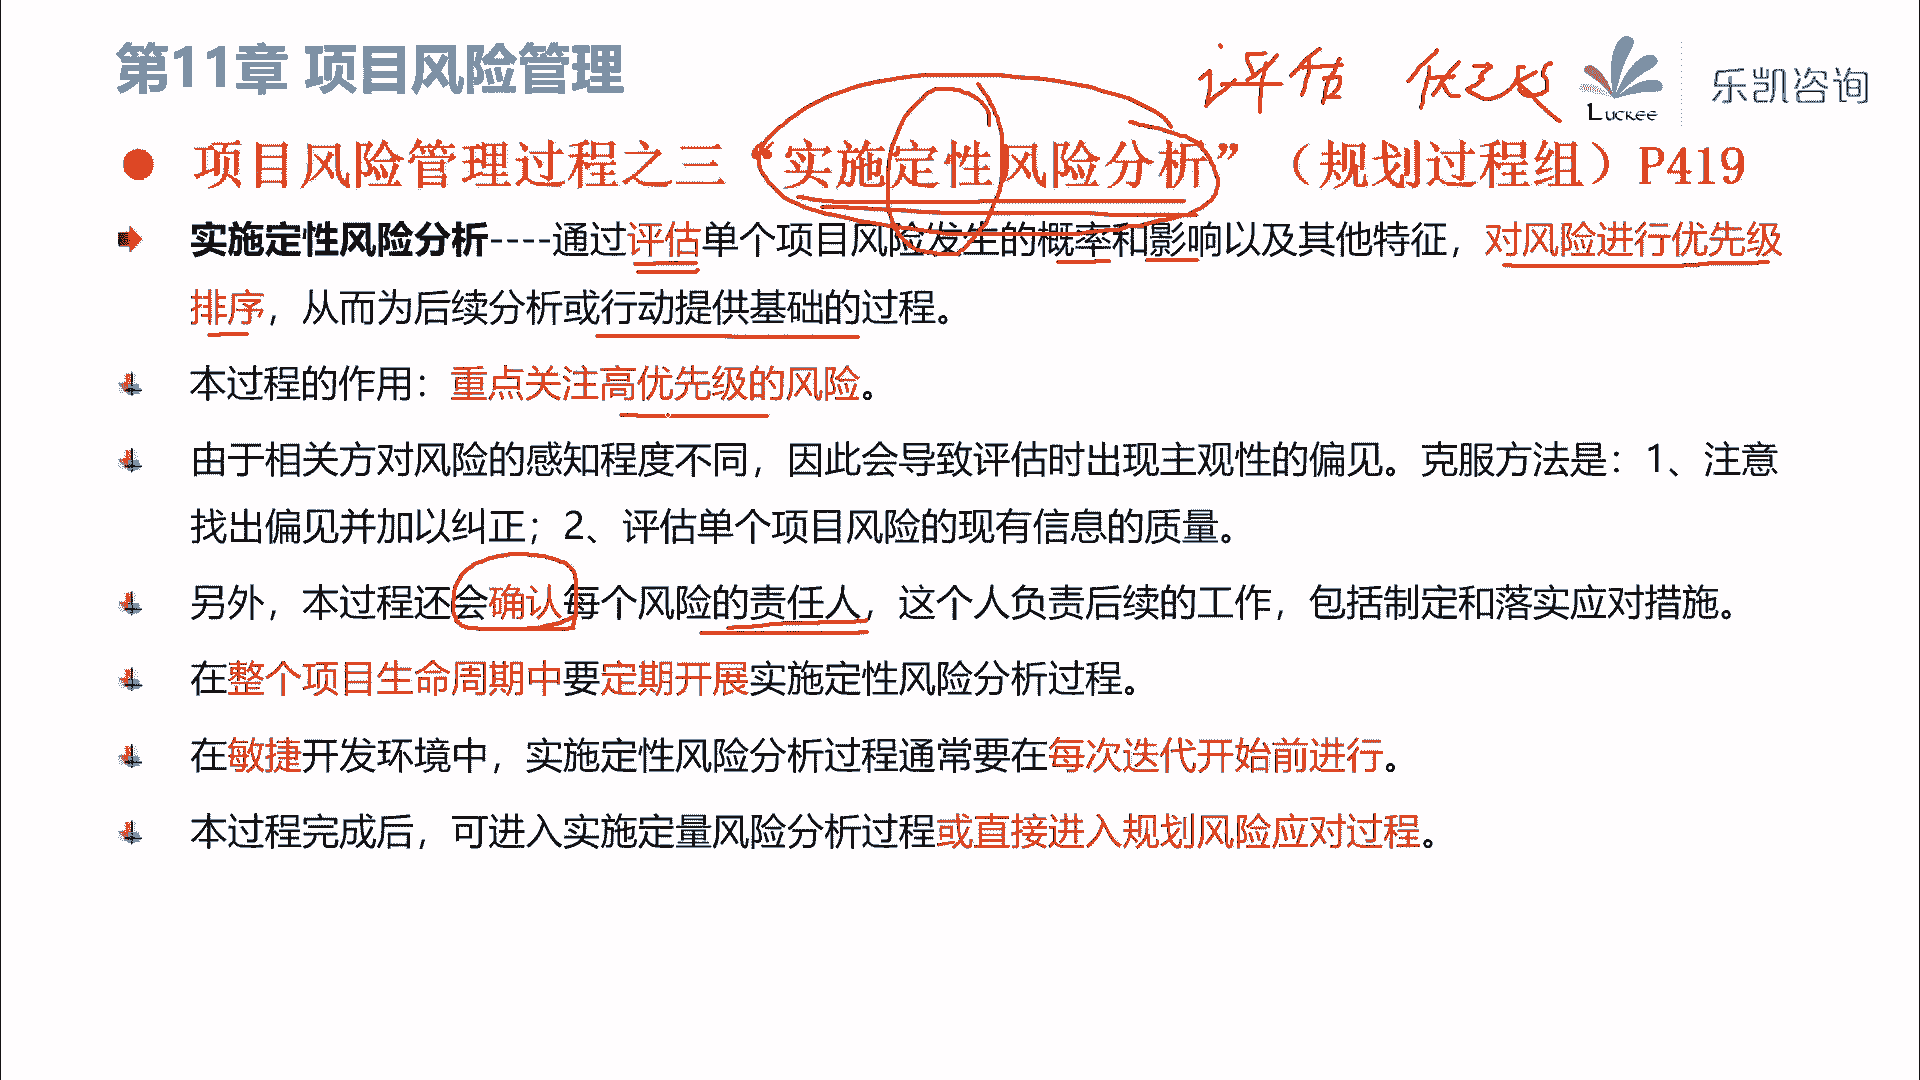 第11章 项目风险管理
评估 优先级
Luckee
乐凯咨询
项目风险管理过程之三“实施定性风险分析”（规划过程组）P419
实施定性风险分析----通过评估单个项目风险发生的概率和影响以及其他特征，对风险进行优先级
排序，从而为后续分析或行动提供基础的过程。
本过程的作用：重点关注高优先级的风险。
由于相关方对风险的感知程度不同，因此会导致评估时出现主观性的偏见。克服方法是：1、注意
找出偏见并加以纠正；2、评估单个项目风险的现有信息的质量。
另外，本过程还会确认每个风险的责任人，这个人负责后续的工作，包括制定和落实应对措施。
在整个项目生命周期中要定期开展实施定性风险分析过程。
在敏捷开发环境中，实施定性风险分析过程通常要在每次迭代开始前进行。
本过程完成后，可进入实施定量风险分析过程或直接进入规划风险应对过程。